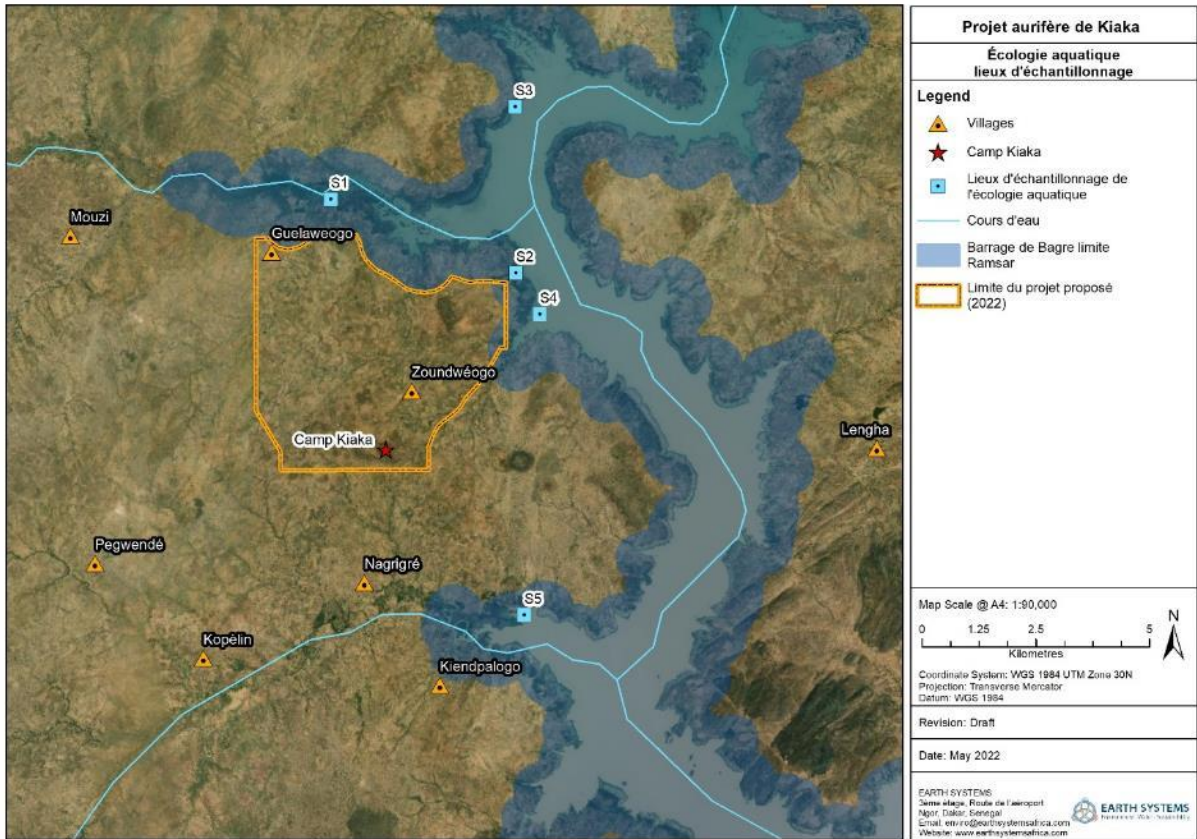 S3
S1
Mouzi
Guelaweogo
S2
S4
Zoundwéogo
Camp Kiaka
Lengha
Pegwendé
Nagrigré
S5
Kopèlin
Kiendpalogo
Projet aurifère de Kiaka
Écologie aquatique
lieux d'échantillonnage
Legend
Villages
Camp Kiaka
Lieux d'échantillonnage de
l'écologie aquatique
Cours d'eau
Barrage de Bagre limite
Ramsar
Limite du projet proposé
(2022)
Map Scale @ A4: 1:90,000
N
0 1.25 2.5 5
Kilometres
Coordinate System: WGS 1984 UTM Zone 30N
Projection: Transverse Mercator
Datum: WGS 1984
Revision: Draft
Date: May 2022
EARTH SYSTEMS
3ème étage, Route de l'aéroport
Ngor, Dakar, Senegal
Email: enviro@earthsystemsafrica.com
Website: www.earthsystemsafrica.com
EARTH SYSTEMS